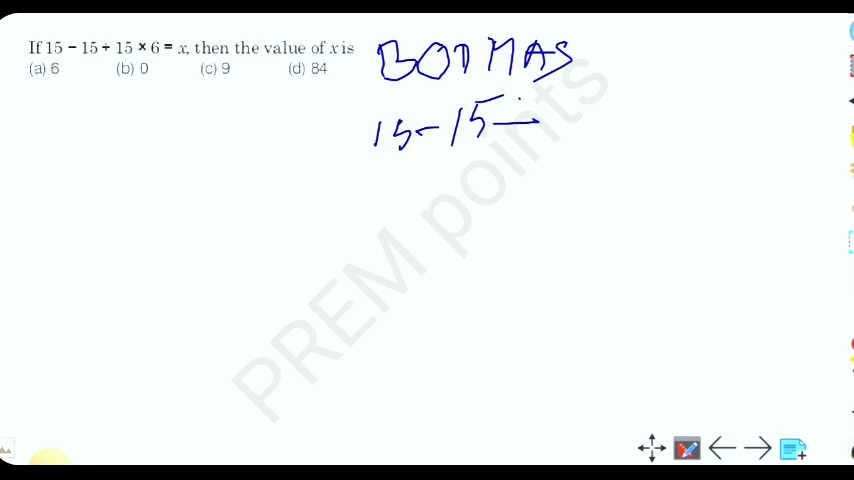 If 15 − 15 ÷ 15 × 6 = x, then the value of x is
(a) 6 (b) 0 (c) 9 (d) 84
BODMAS
15 - 15 ÷
PREM points